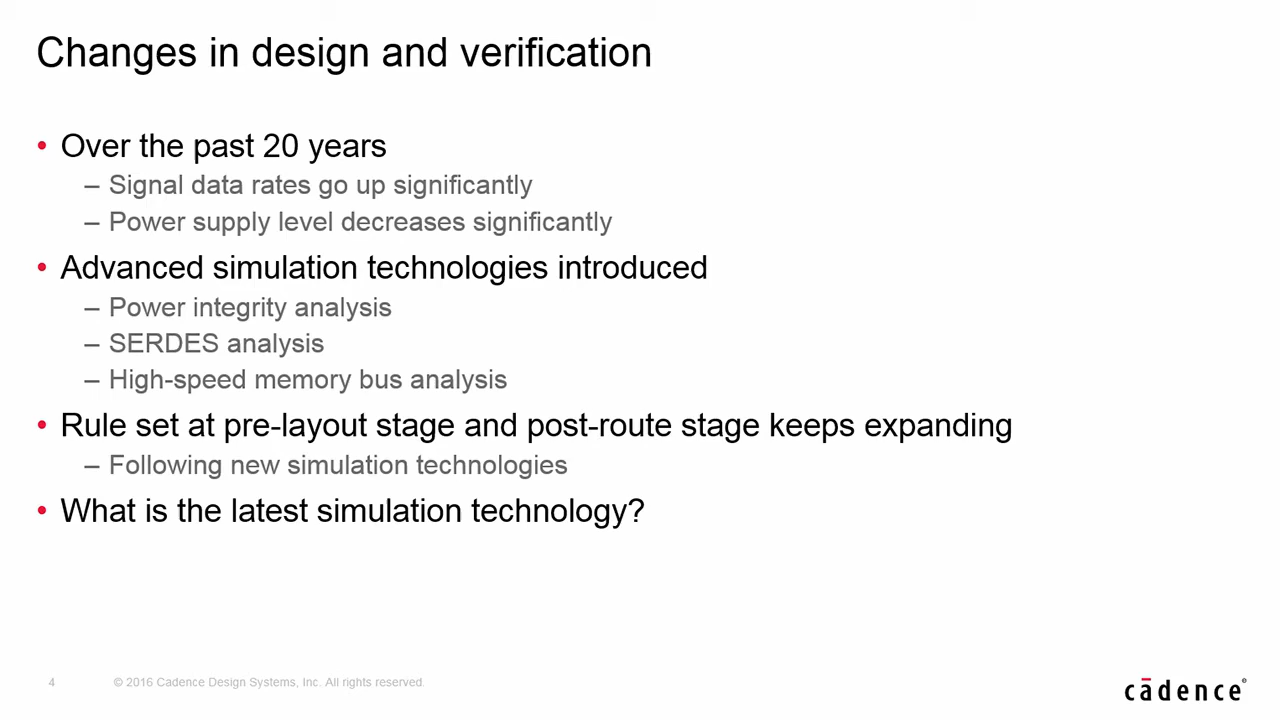 Changes in design and verification
• Over the past 20 years
– Signal data rates go up significantly
– Power supply level decreases significantly
• Advanced simulation technologies introduced
– Power integrity analysis
– SERDES analysis
– High-speed memory bus analysis
• Rule set at pre-layout stage and post-route stage keeps expanding
– Following new simulation technologies
• What is the latest simulation technology?
4 © 2016 Cadence Design Systems, Inc. All rights reserved.
cādence®